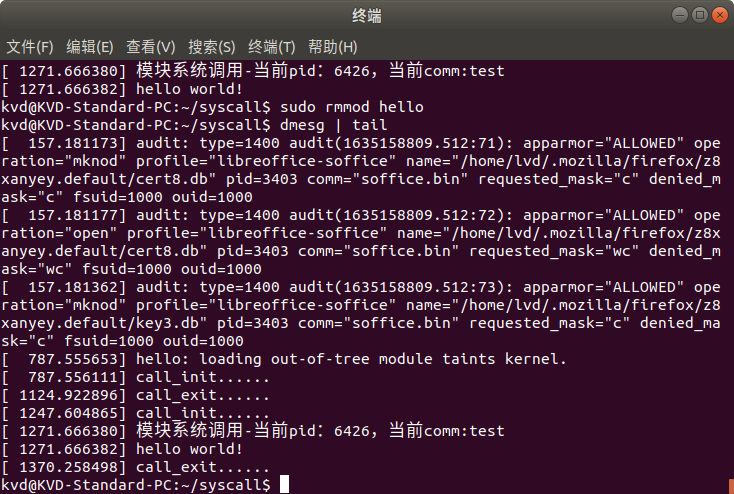 终端
文件(F) 编辑(E) 查看(V) 搜索(S) 终端(T) 帮助(H)
[ 1271.666380] 模块系统调用-当前pid：6426，当前comm:test
[ 1271.666382] hello world!
kvd@KVD-Standard-PC:~/syscall$ sudo rmmod hello
kvd@KVD-Standard-PC:~/syscall$ dmesg | tail
[  157.181173] audit: type=1400 audit(1635158809.512:71): apparmor="ALLOWED" ope
ration="mknod" profile="libreoffice-soffice" name="/home/lvd/.mozilla/firefox/z8
xanyey.default/cert8.db" pid=3403 comm="soffice.bin" requested_mask="c" denied_m
ask="c" fsuid=1000 ouid=1000
[  157.181177] audit: type=1400 audit(1635158809.512:72): apparmor="ALLOWED" ope
ration="open" profile="libreoffice-soffice" name="/home/lvd/.mozilla/firefox/z8x
anyey.default/cert8.db" pid=3403 comm="soffice.bin" requested_mask="wc" denied_m
ask="wc" fsuid=1000 ouid=1000
[  157.181362] audit: type=1400 audit(1635158809.512:73): apparmor="ALLOWED" ope
ration="mknod" profile="libreoffice-soffice" name="/home/lvd/.mozilla/firefox/z8
xanyey.default/key3.db" pid=3403 comm="soffice.bin" requested_mask="c" denied_ma
sk="c" fsuid=1000 ouid=1000
[  787.555653] hello: loading out-of-tree module taints kernel.
[  787.556111] call_init......
[ 1124.922896] call_exit......
[ 1247.604865] call_init......
[ 1271.666380] 模块系统调用-当前pid：6426，当前comm:test
[ 1271.666382] hello world!
[ 1370.258498] call_exit......
kvd@KVD-Standard-PC:~/syscall$